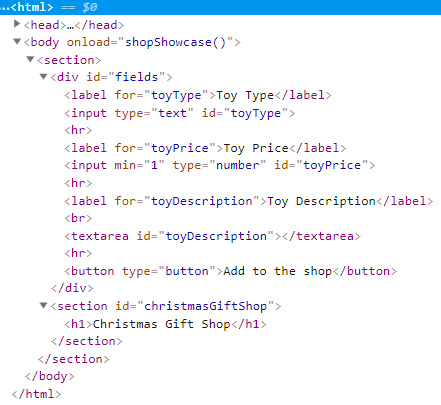 …<html> == $0
<head>…</head>
<body onload="shopShowcase()">
<section>
<div id="fields">
<label for="toyType">Toy Type</label>
<input type="text" id="toyType">
<hr>
<label for="toyPrice">Toy Price</label>
<input min="1" type="number" id="toyPrice">
<hr>
<label for="toyDescription">Toy Description</label>
<br>
<textarea id="toyDescription"></textarea>
<hr>
<button type="button">Add to the shop</button>
</div>
<section id="christmasGiftShop">
<h1>Christmas Gift Shop</h1>
</section>
</section>
</body>
</html>